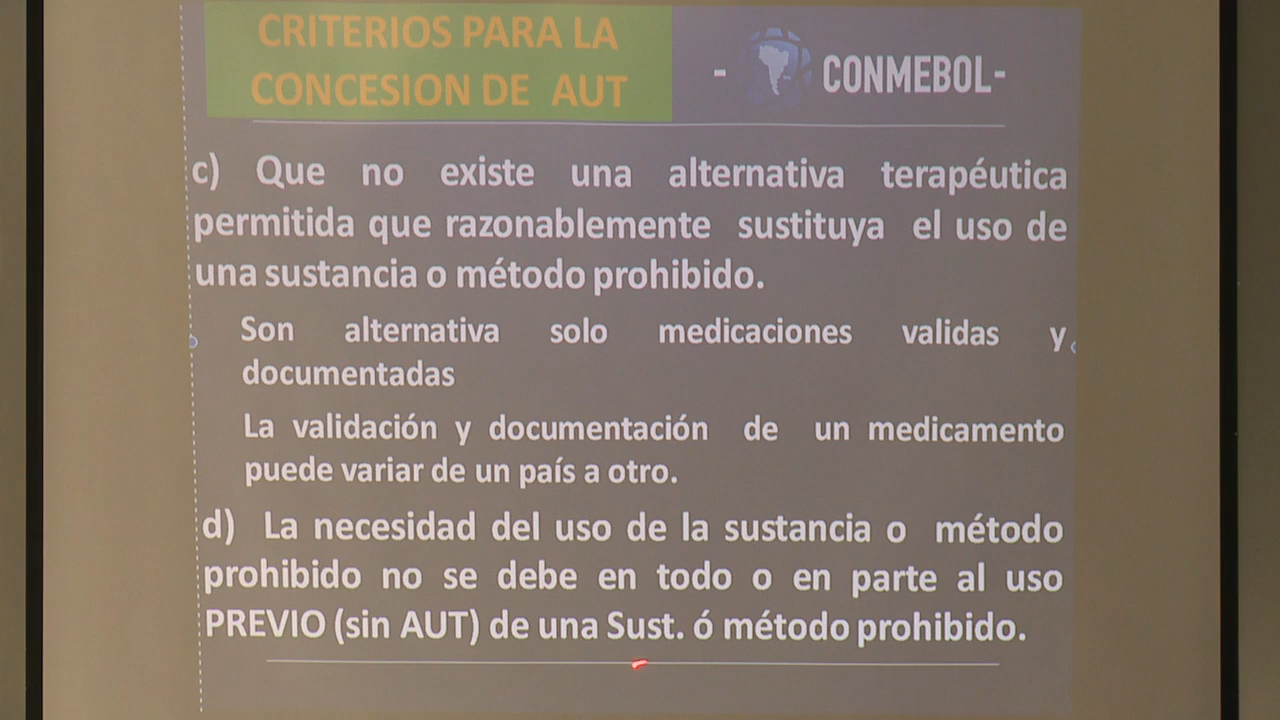 CRITERIOS PARA LA
CONCESION DE AUT
- CONMEBOL-
c) Que no existe una alternativa terapéutica
permitida que razonablemente sustituya el uso de
una sustancia o método prohibido.
Son alternativa solo medicaciones validas y
documentadas
La validación y documentación de un medicamento
puede variar de un país a otro.
d) La necesidad del uso de la sustancia o método
prohibido no se debe en todo o en parte al uso
PREVIO (sin AUT) de una Sust. ó método prohibido.